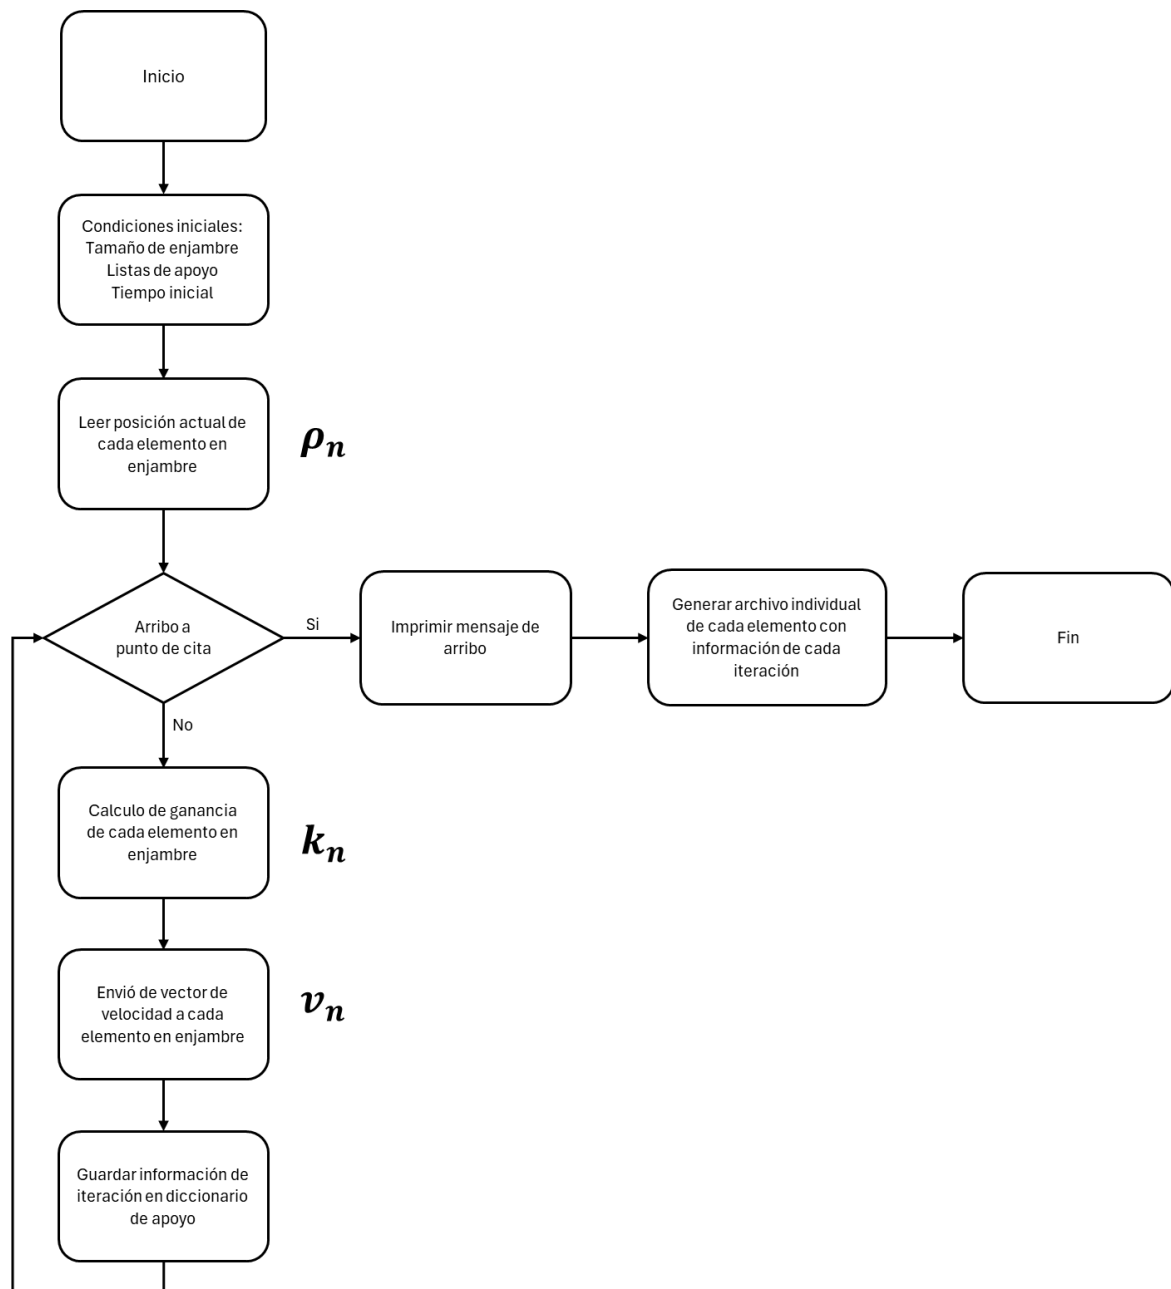 Inicio
Condiciones iniciales:
Tamaño de enjambre
Listas de apoyo
Tiempo inicial
Leer posición actual de
cada elemento en
enjambre
ρₙ
Arribo a
punto de cita
Si
Imprimir mensaje de
arribo
Generar archivo individual
de cada elemento con
información de cada
iteración
Fin
No
Calculo de ganancia
de cada elemento en
enjambre
kₙ
Envió de vector de
velocidad a cada
elemento en enjambre
vₙ
Guardar información de
iteración en diccionario
de apoyo